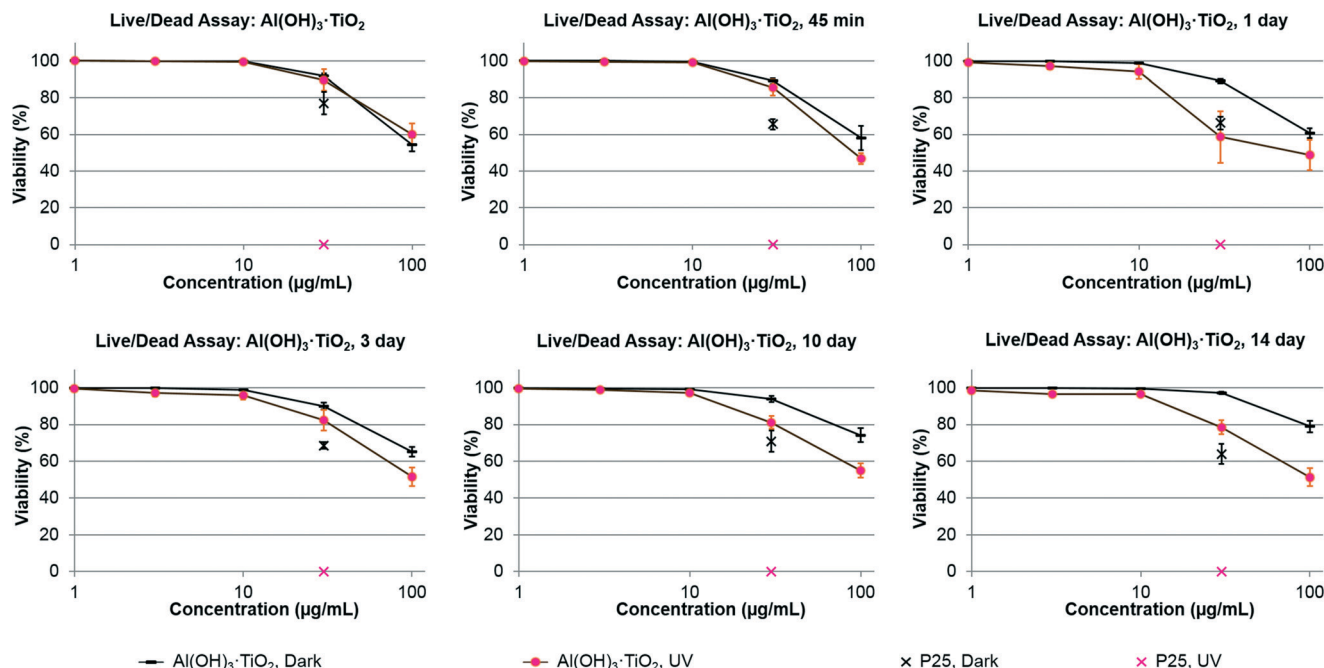 Live/Dead Assay: Al(OH)₃·TiO₂
Viability (%)
100
80
60
40
20
0
1
10
100
Concentration (µg/mL)
Live/Dead Assay: Al(OH)₃·TiO₂, 45 min
Viability (%)
100
80
60
40
20
0
1
10
100
Concentration (µg/mL)
Live/Dead Assay: Al(OH)₃·TiO₂, 1 day
Viability (%)
100
80
60
40
20
0
1
10
100
Concentration (µg/mL)
Live/Dead Assay: Al(OH)₃·TiO₂, 3 day
Viability (%)
100
80
60
40
20
0
1
10
100
Concentration (µg/mL)
Live/Dead Assay: Al(OH)₃·TiO₂, 10 day
Viability (%)
100
80
60
40
20
0
1
10
100
Concentration (µg/mL)
Live/Dead Assay: Al(OH)₃·TiO₂, 14 day
Viability (%)
100
80
60
40
20
0
1
10
100
Concentration (µg/mL)
Al(OH)₃·TiO₂, Dark
Al(OH)₃·TiO₂, UV
P25, Dark
P25, UV